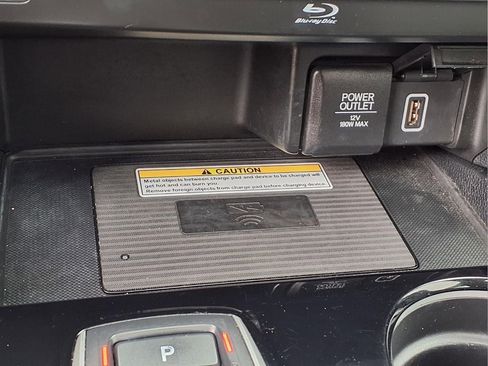 Blu-ray Disc
POWER
OUTLET
12V
180W MAX
CAUTION
Metal objects between charge pad and device to be charged will
get hot and can burn you.
Remove foreign objects from charge pad before charging device.
P